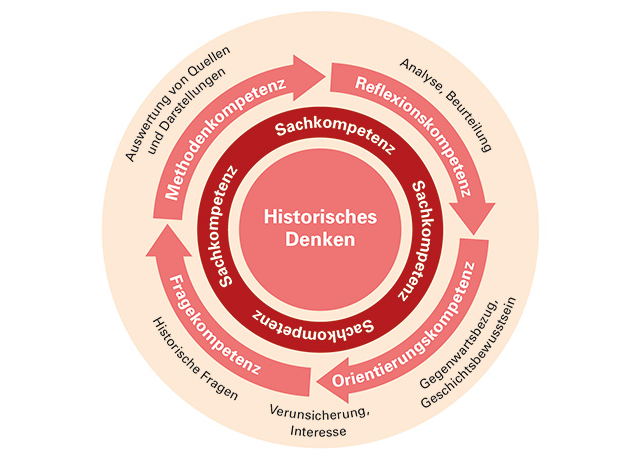 Auswertung von Quellen
und Darstellungen
Methodenkompetenz
Reflexionskompetenz
Analyse, Beurteilung
Sachkompetenz
Sachkompetenz
Sachkompetenz
Sachkompetenz
Historisches
Denken
Fragekompetenz
Historische Fragen
Orientierungskompetenz
Gegenwartsbezug,
Geschichtsbewusstsein
Verunsicherung,
Interesse